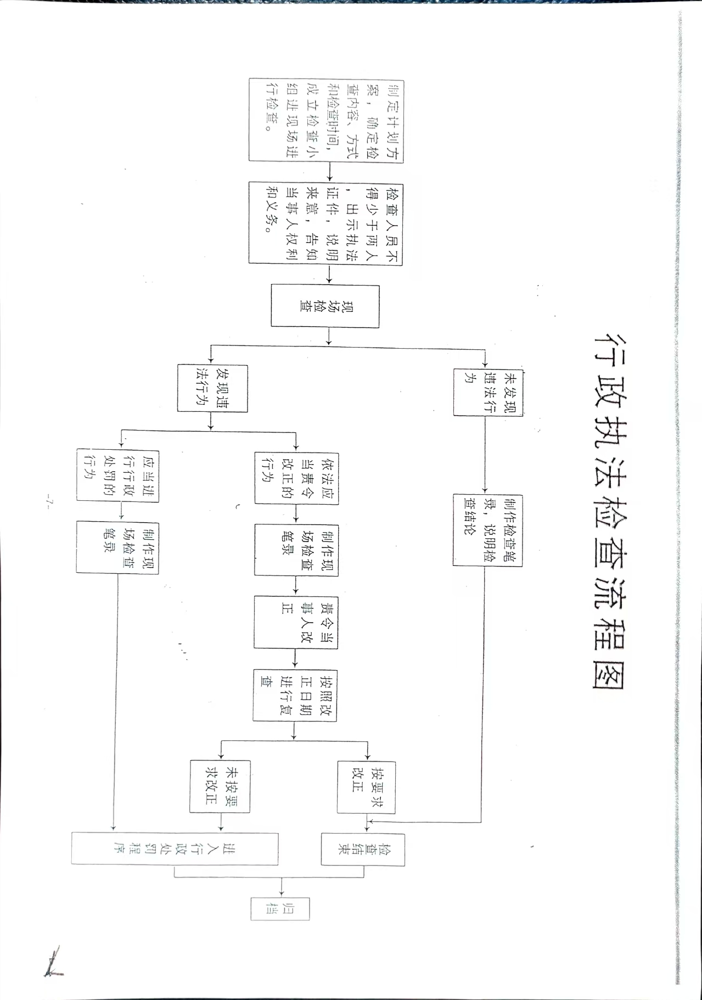 行政执法检查流程图
制定计划方
案，确定检
查内容、方式
和检查时间，
成立检查小
组进现场进
行检查。
检查人员不
得少于两人
，出示执法
证件，说明
来意，告知
当事人权利
和义务。
现
场
检
查
未发现
违法行
为
制作检查笔
录，说明检
查结论
发现违
法行为
依法应
当责令
改正的
行为
制作现
场检查
笔录
责令当
事人改
正
按照改
正日期
进行复
查
按要求
改正
未按要
求改正
应当进
行行政
处罚的
行为
制作现
场检查
笔录
检
查
结
束
进
入
行
政
处
罚
程
序
归
档
-7-